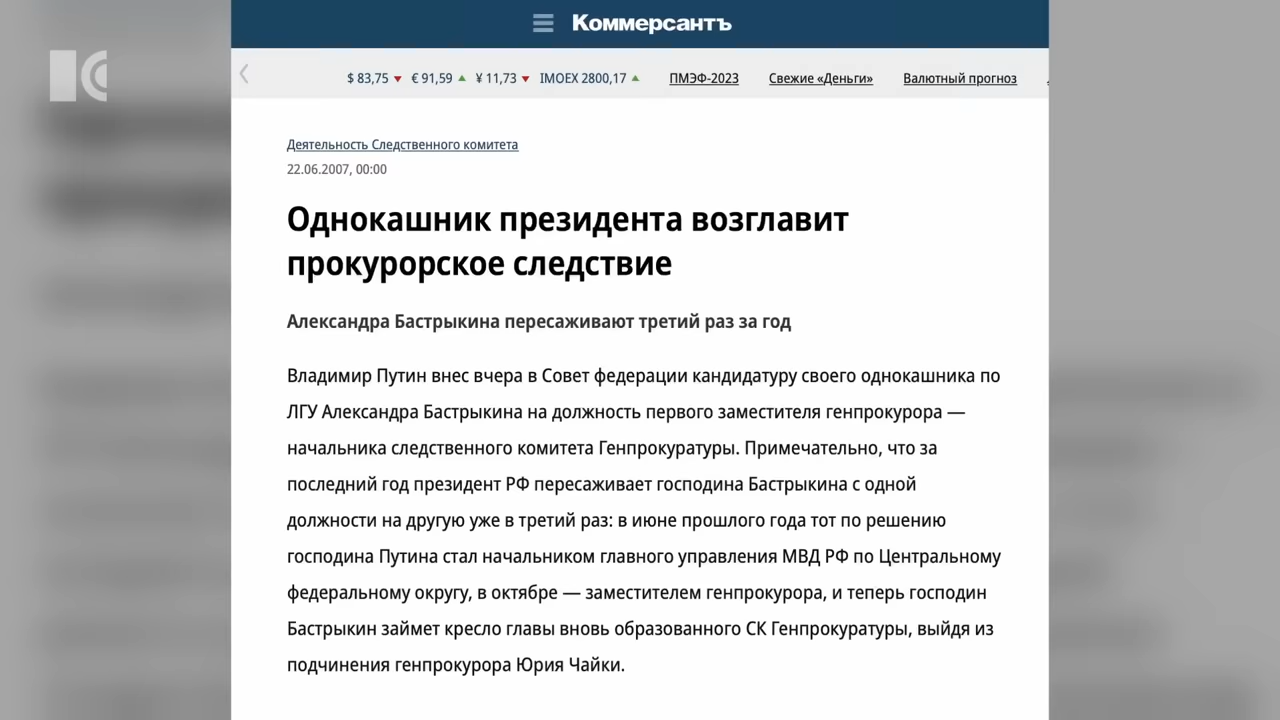 Коммерсантъ
$ 83,75 ▼ € 91,59 ▲ ¥ 11,73 ▼ IMOEX 2800,17 ▲ ПМЭФ-2023 Свежие «Деньги» Валютный прогноз
Деятельность Следственного комитета
22.06.2007, 00:00
Однокашник президента возглавит
прокурорское следствие
Александра Бастрыкина пересаживают третий раз за год
Владимир Путин внес вчера в Совет федерации кандидатуру своего однокашника по
ЛГУ Александра Бастрыкина на должность первого заместителя генпрокурора —
начальника следственного комитета Генпрокуратуры. Примечательно, что за
последний год президент РФ пересаживает господина Бастрыкина с одной
должности на другую уже в третий раз: в июне прошлого года тот по решению
господина Путина стал начальником главного управления МВД РФ по Центральному
федеральному округу, в октябре — заместителем генпрокурора, и теперь господин
Бастрыкин займет кресло главы вновь образованного СК Генпрокуратуры, выйдя из
подчинения генпрокурора Юрия Чайки.